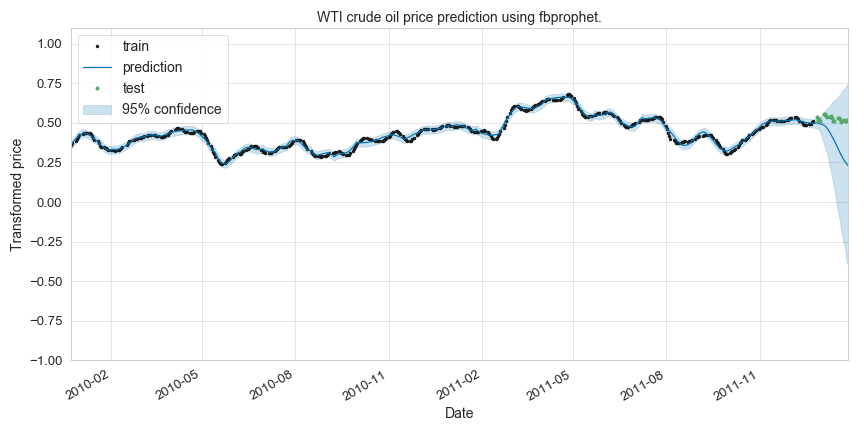 WTI crude oil price prediction using fbprophet.
train
prediction
test
95% confidence
Transformed price
1.00
0.75
0.50
0.25
0.00
−0.25
−0.50
−0.75
−1.00
2010-02
2010-05
2010-08
2010-11
2011-02
2011-05
2011-08
2011-11
Date